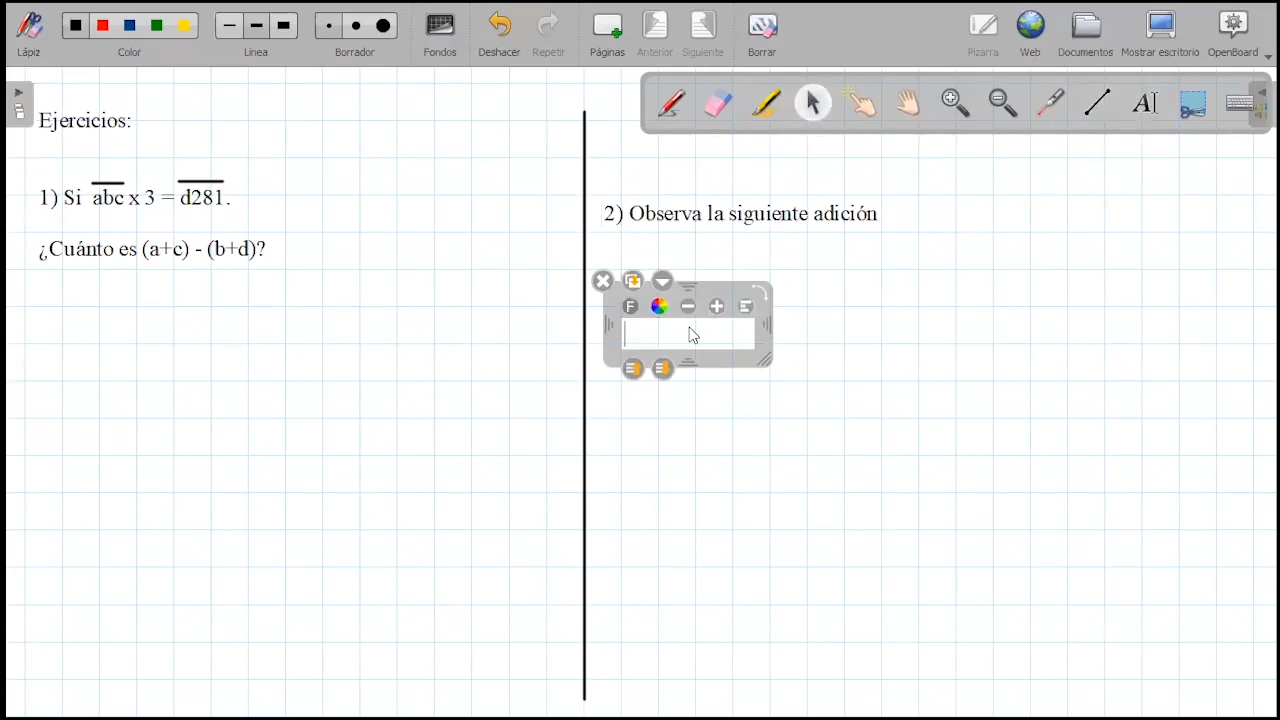 Lápiz Color Línea Borrador Fondos Deshacer Repetir Páginas Anterior Siguiente Borrar Pizarra Web Documentos Mostrar escritorio OpenBoard
Ejercicios:
1) Si abc x 3 = d281.
¿Cuánto es (a+c) - (b+d)?
2) Observa la siguiente adición
F